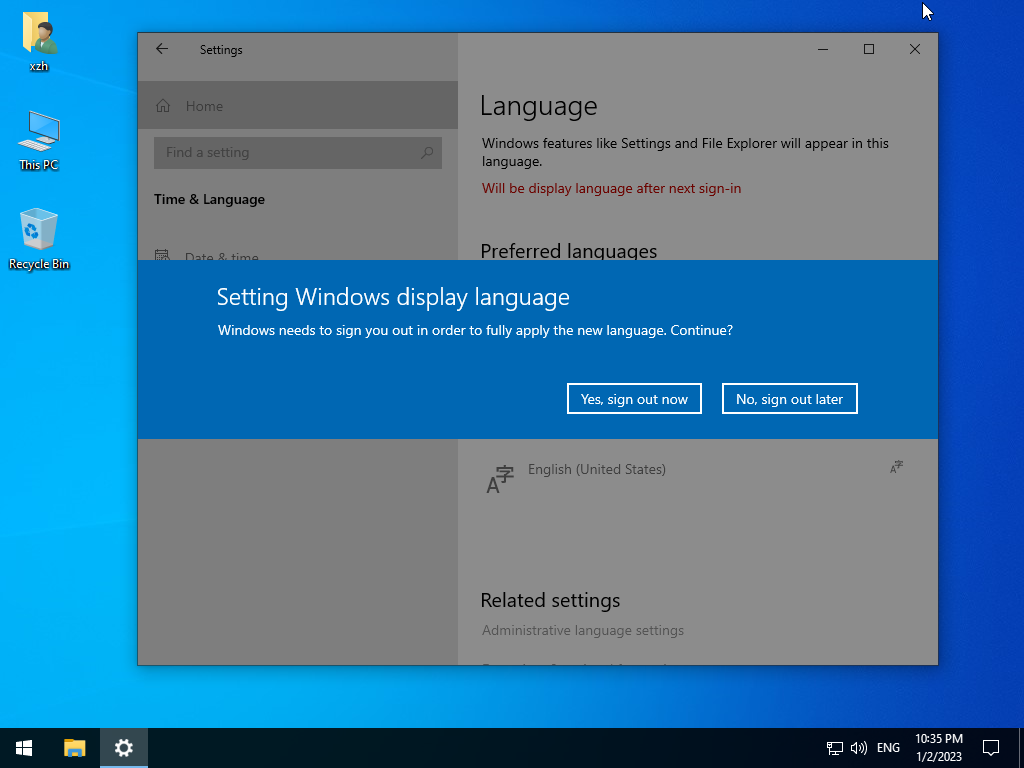 xzh
This PC
Recycle Bin
Settings
Home
Find a setting
Time & Language
Date & time
Language
Windows features like Settings and File Explorer will appear in this
language.
Will be display language after next sign-in
Preferred languages
Setting Windows display language
Windows needs to sign you out in order to fully apply the new language. Continue?
Yes, sign out now
No, sign out later
A字
English (United States)
A字
Related settings
Administrative language settings
ENG
10:35 PM
1/2/2023